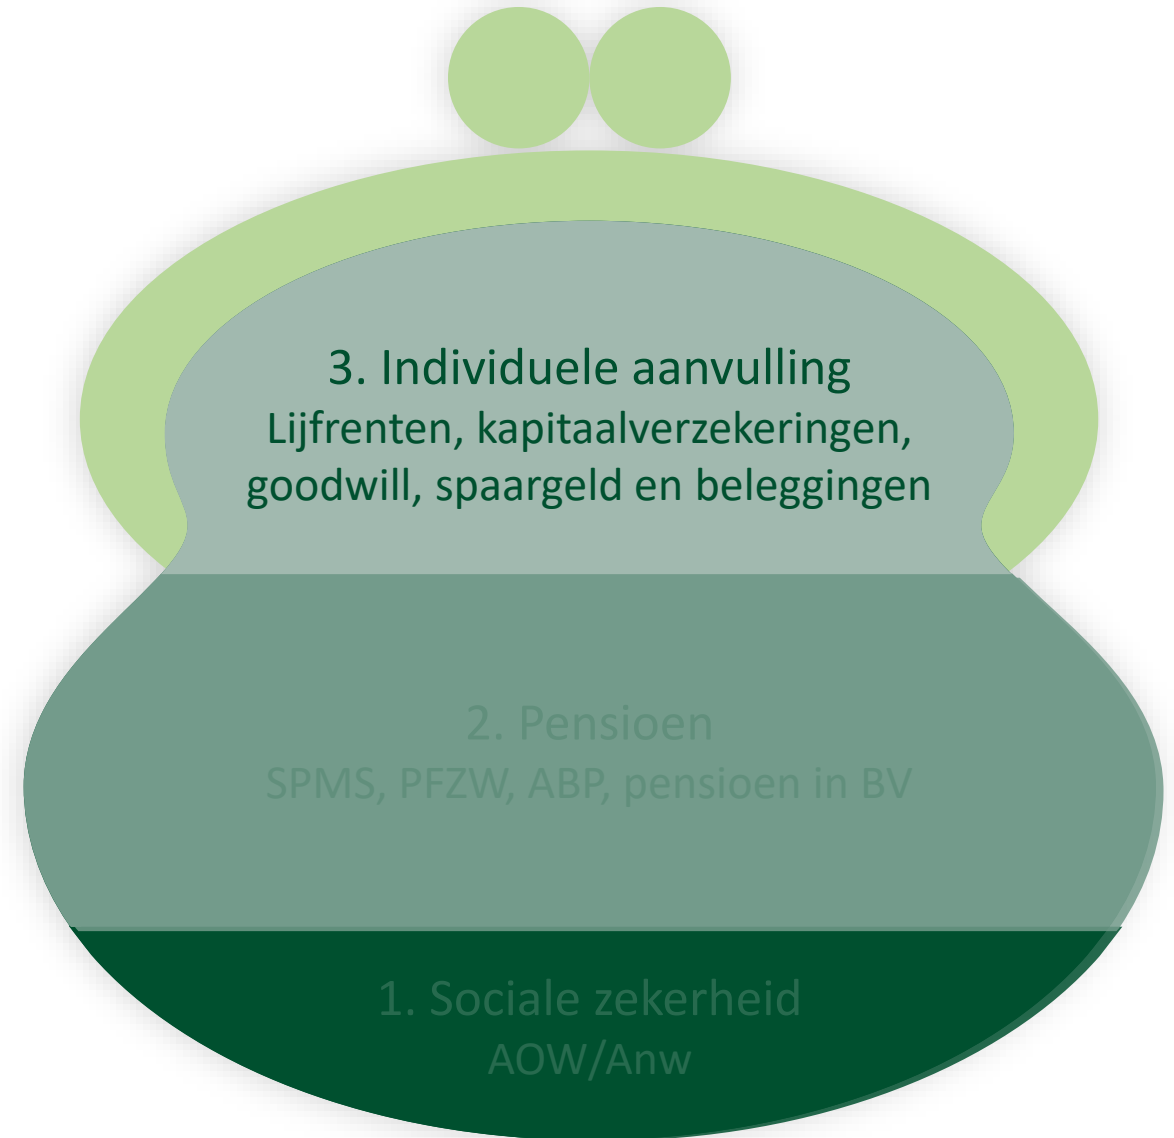 3. Individuele aanvulling
Lijfrenten, kapitaalverzekeringen,
goodwill, spaargeld en beleggingen
2. Pensioen
SPMS, PFZW, ABP, pensioen in BV
1. Sociale zekerheid
AOW/Anw